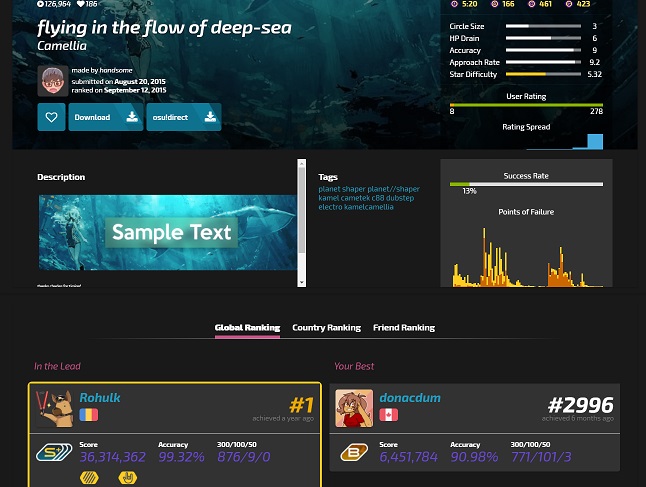 126,964 186
flying in the flow of deep-sea
Camellia
made by handsome
submitted on August 20, 2015
ranked on September 12, 2015
Download
osu!direct
5:20 166 461 423
Circle Size 3
HP Drain 6
Accuracy 9
Approach Rate 9.2
Star Difficulty 5.32
User Rating
8 278
Rating Spread
Description
Sample Text
Tags
planet shaper planet//shaper
kamel cametek c88 dubstep
electro kamelcamellia
Success Rate
13%
Points of Failure
Global Ranking Country Ranking Friend Ranking
In the Lead
Rohulk
#1
achieved a year ago
S+
Score Accuracy 300/100/50
36,314,362 99.32% 876/9/0
Your Best
donacdum
#2996
achieved 6 months ago
B
Score Accuracy 300/100/50
6,451,784 90.98% 771/101/3